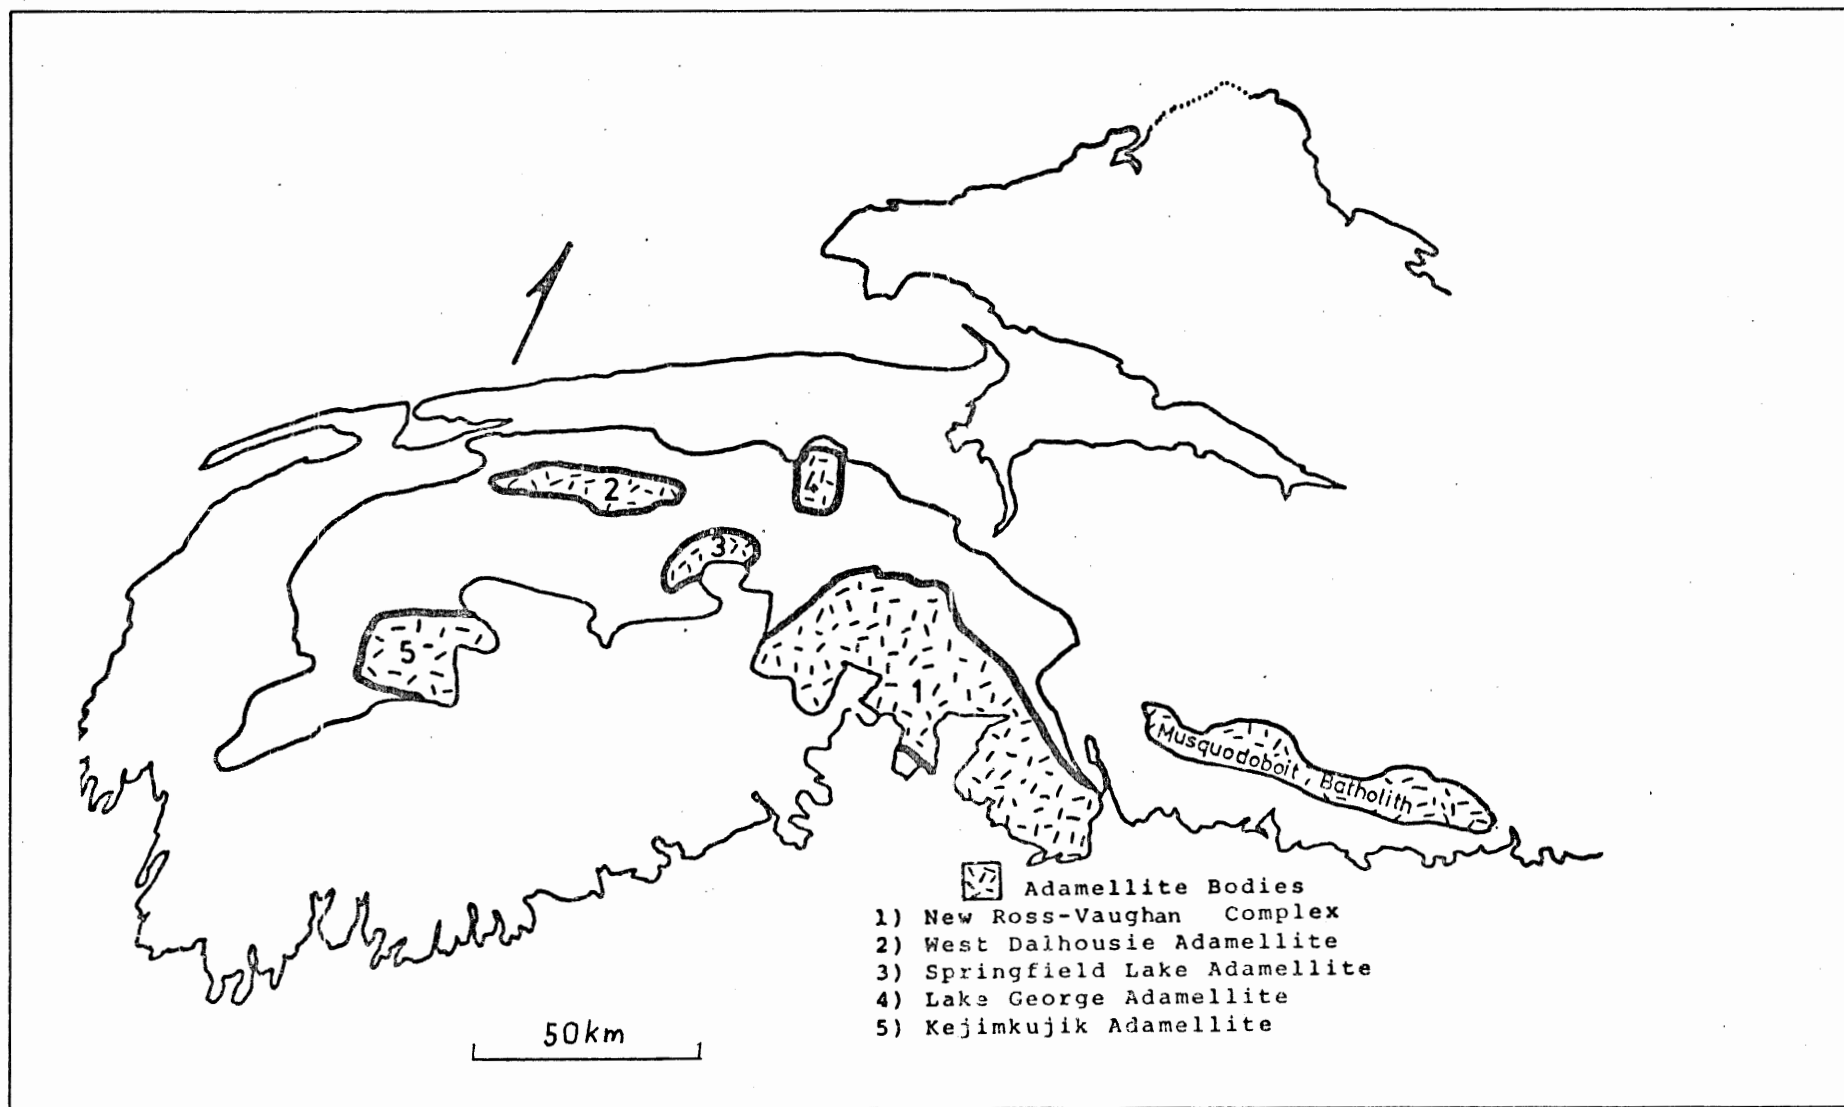 2
4
3
5
1
Musquodoboit Batholith
Adamellite Bodies
1) New Ross-Vaughan Complex
2) West Dalhousie Adamellite
3) Springfield Lake Adamellite
4) Lake George Adamellite
5) Kejimkujik Adamellite
50km